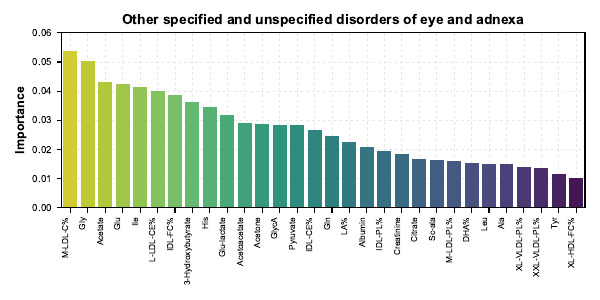 Other specified and unspecified disorders of eye and adnexa
0.06
0.05
0.04
0.03
0.02
0.01
0.00
Importance
M-LDL-C%
Gly
Acetate
Glu
Ile
L-LDL-CE%
IDL-FC%
3-Hydroxybutyrate
His
Glu-lactate
Acetoacetate
Acetone
GlycA
Pyruvate
IDL-CE%
Gln
LA%
Albumin
IDL-PL%
Creatinine
Citrate
Sc-ala
M-LDL-PL%
DHA%
Leu
Ala
XL-VLDL-PL%
XXL-VLDL-PL%
Tyr
XL-HDL-FC%